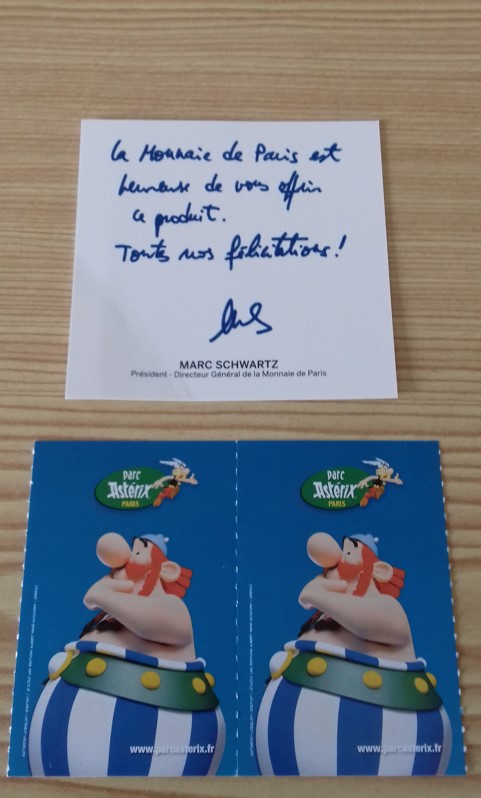 La Monnaie de Paris est
heureuse de vous offrir
ce produit.
Toutes nos félicitations !
MARC SCHWARTZ
Président - Directeur Général de la Monnaie de Paris
Parc
Astérix
PARIS
www.parcasterix.fr
Parc
Astérix
PARIS
www.parcasterix.fr